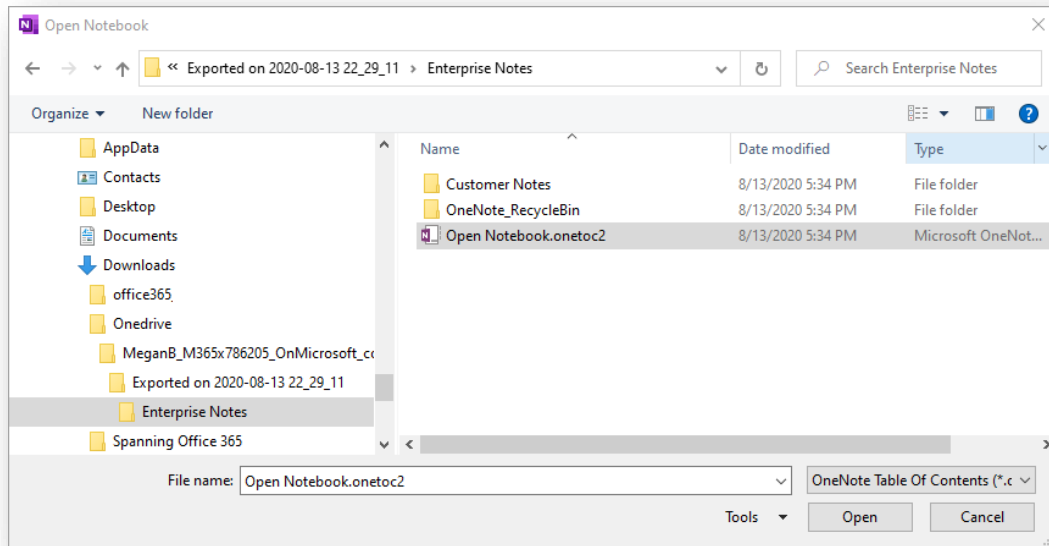 Open Notebook
« Exported on 2020-08-13 22_29_11 > Enterprise Notes
Search Enterprise Notes
Organize
New folder
AppData
Contacts
Desktop
Documents
Downloads
office365
Onedrive
MeganB_M365x786205_OnMicrosoft_co
Exported on 2020-08-13 22_29_11
Enterprise Notes
Spanning Office 365
Name Date modified Type
Customer Notes 8/13/2020 5:34 PM File folder
OneNote_RecycleBin 8/13/2020 5:34 PM File folder
Open Notebook.onetoc2 8/13/2020 5:34 PM Microsoft OneNot...
File name: Open Notebook.onetoc2 OneNote Table Of Contents (*.c
Tools Open Cancel